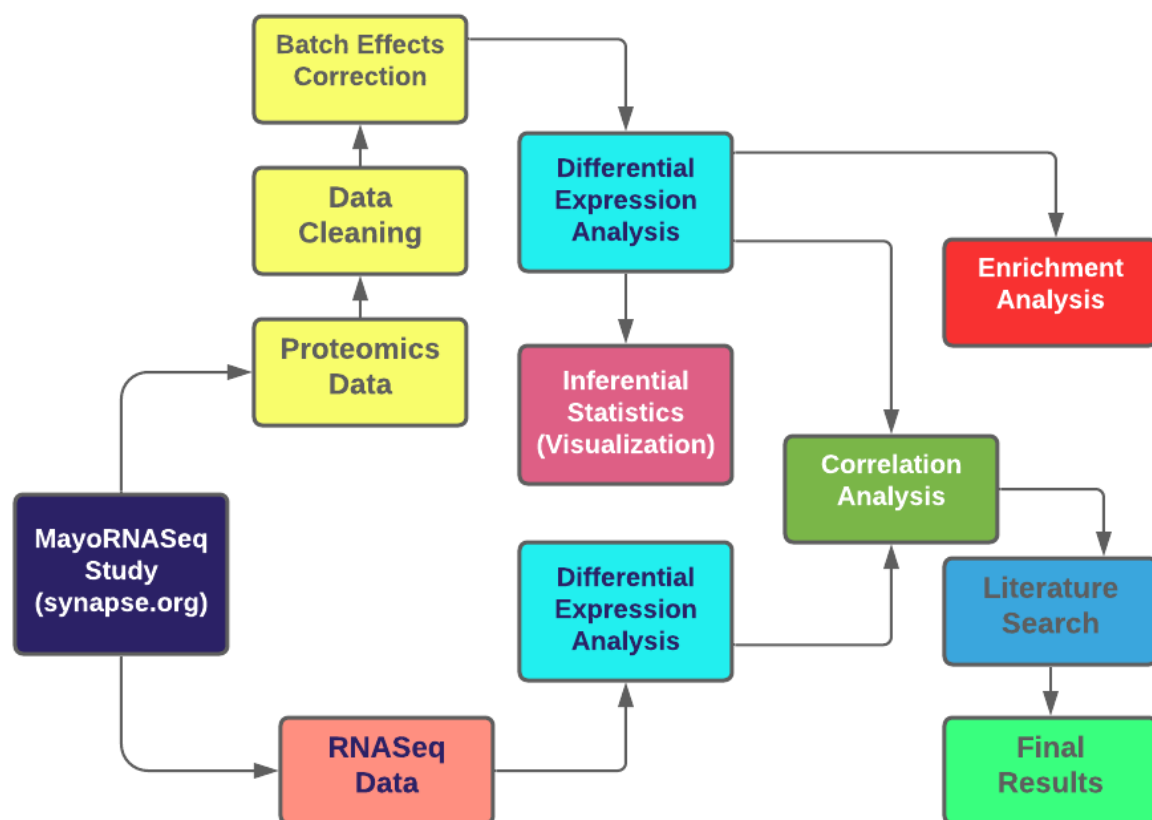 Batch Effects
Correction
Data
Cleaning
Proteomics
Data
MayoRNASeq
Study
(synapse.org)
RNASeq
Data
Differential
Expression
Analysis
Inferential
Statistics
(Visualization)
Differential
Expression
Analysis
Enrichment
Analysis
Correlation
Analysis
Literature
Search
Final
Results